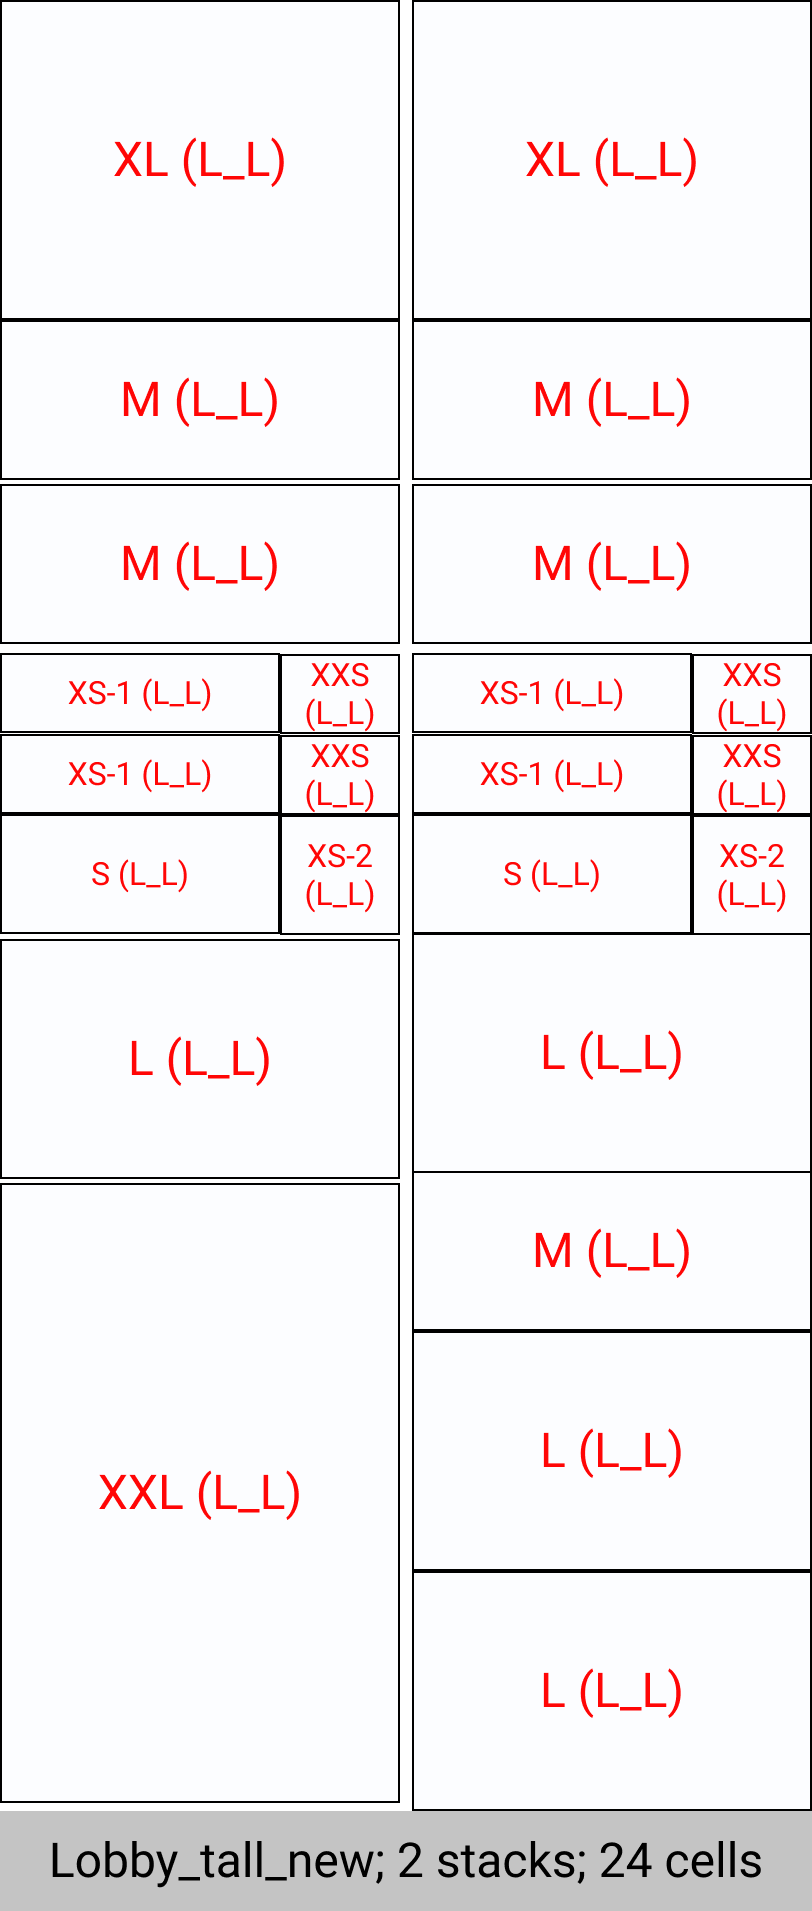 XL (L_L) XL (L_L)
M (L_L) M (L_L)
M (L_L) M (L_L)
XS-1 (L_L) XXS (L_L) XS-1 (L_L) XXS (L_L)
XS-1 (L_L) XXS (L_L) XS-1 (L_L) XXS (L_L)
S (L_L) XS-2 (L_L) S (L_L) XS-2 (L_L)
L (L_L) L (L_L)
M (L_L)
L (L_L)
XXL (L_L)
L (L_L)
Lobby_tall_new; 2 stacks; 24 cells